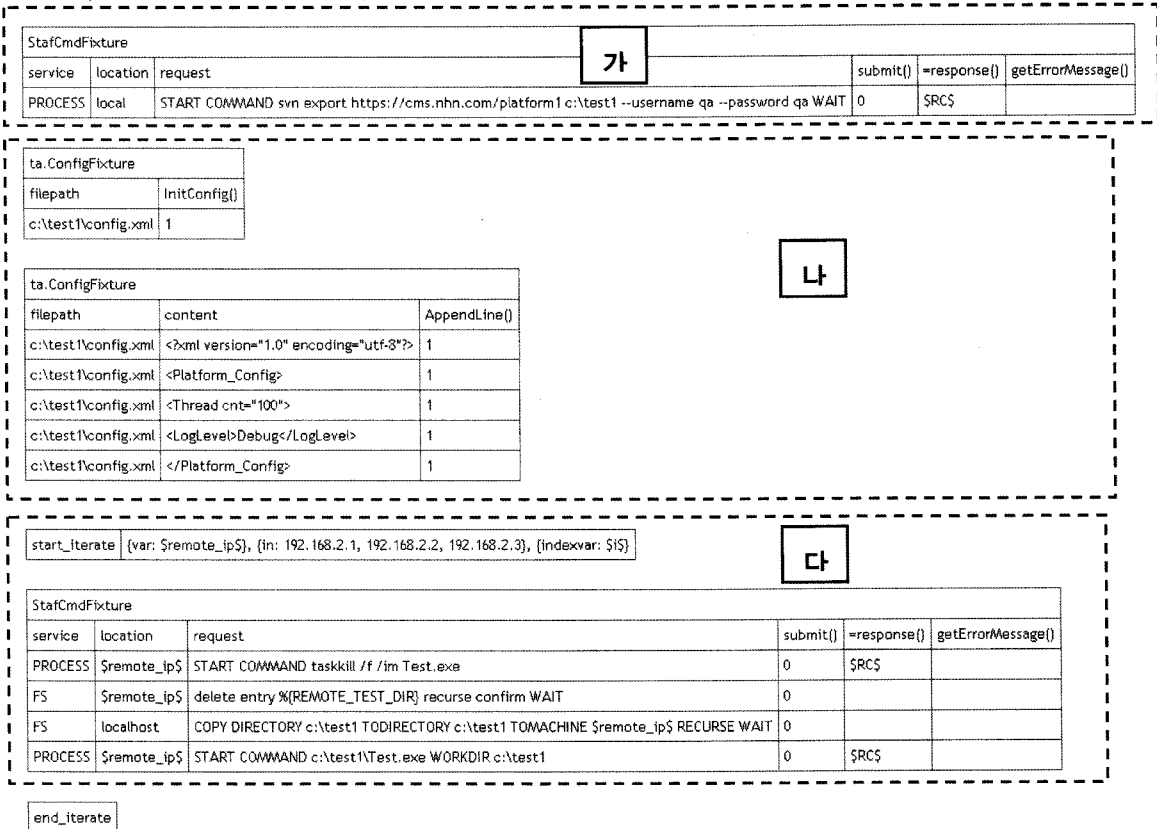 StafCmdFixture
가
service location request submit() =response() getErrorMessage()
PROCESS local START COMMAND svn export https://cms.nhn.com/platform1 c:\test1 --username qa --password qa WAIT 0 $RC$
ta.ConfigFixture
filepath InitConfig()
c:\test1\config.xml 1
나
ta.ConfigFixture
filepath content AppendLine()
c:\test1\config.xml <?xml version="1.0" encoding="utf-8"?> 1
c:\test1\config.xml <Platform_Config> 1
c:\test1\config.xml <Thread cnt="100"> 1
c:\test1\config.xml <LogLevel>Debug</LogLevel> 1
c:\test1\config.xml </Platform_Config> 1
start_iterate {var: $remote_ip$}, {in: 192.168.2.1, 192.168.2.2, 192.168.2.3}, {indexvar: $i$}
다
StafCmdFixture
service location request submit() =response() getErrorMessage()
PROCESS $remote_ip$ START COMMAND taskkill /f /im Test.exe 0 $RC$
FS $remote_ip$ delete entry %{REMOTE_TEST_DIR} recurse confirm WAIT 0
FS localhost COPY DIRECTORY c:\test1 TODIRECTORY c:\test1 TOMACHINE $remote_ip$ RECURSE WAIT 0
PROCESS $remote_ip$ START COMMAND c:\test1\Test.exe WORKDIR c:\test1 0 $RC$
end_iterate